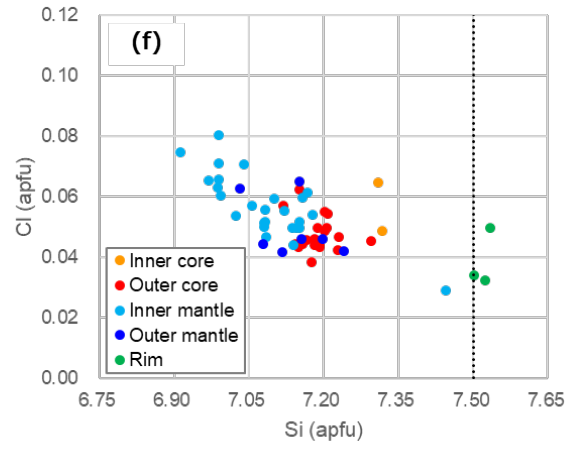 (f)
0.12
0.10
0.08
0.06
0.04
0.02
0.00
Cl (apfu)
Inner core
Outer core
Inner mantle
Outer mantle
Rim
6.75 6.90 7.05 7.20 7.35 7.50 7.65
Si (apfu)